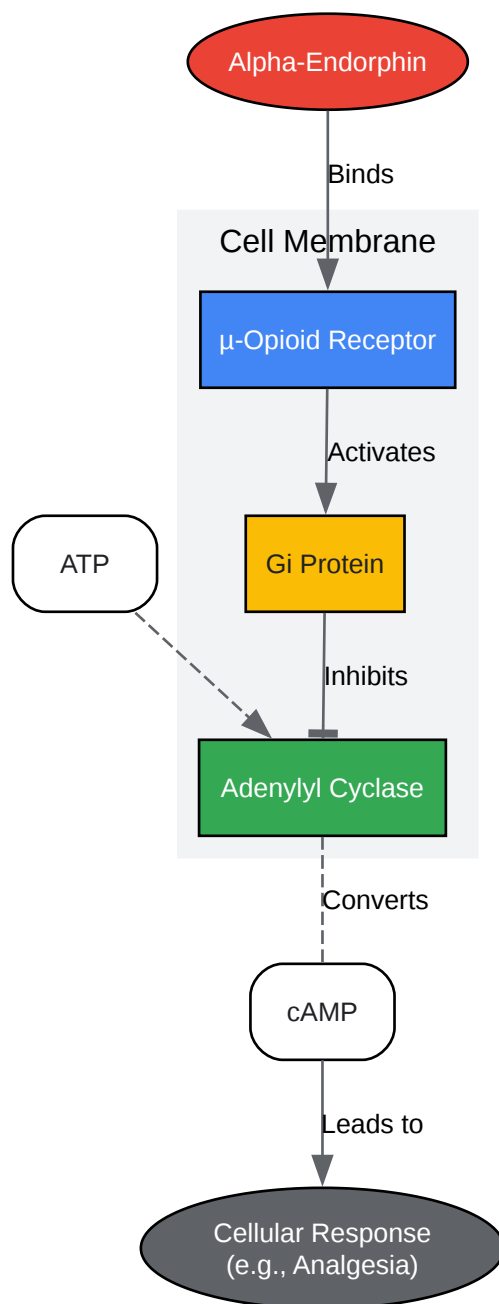 Alpha-Endorphin
Binds
Cell Membrane
µ-Opioid Receptor
Activates
ATP
Gi Protein
Inhibits
Adenylyl Cyclase
Converts
cAMP
Leads to
Cellular Response
(e.g., Analgesia)